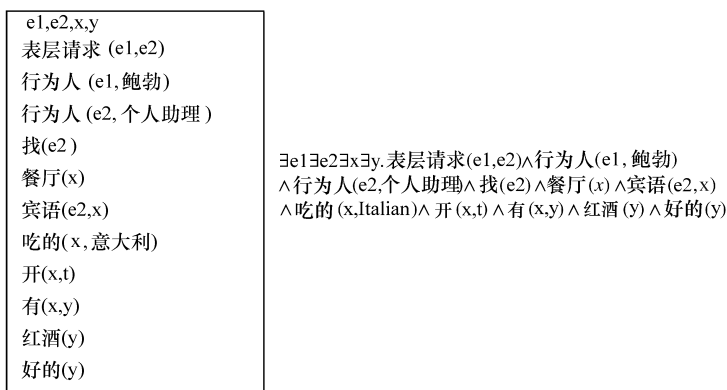 e1,e2,x,y
表层请求 (e1,e2)
行为人 (e1,鲍勃)
行为人 (e2, 个人助理 )
找(e2 )
餐厅(x)
宾语(e2,x)
吃的(x,意大利)
开(x,t)
有(x,y)
红酒(y)
好的(y)
∃e1∃e2∃x∃y.表层请求(e1,e2)∧行为人(e1, 鲍勃)
∧行为人(e2,个人助理)∧找(e2)∧餐厅(x)∧宾语(e2,x)
∧吃的(x,Italian)∧开(x,t)∧有(x,y)∧红酒(y)∧好的(y)